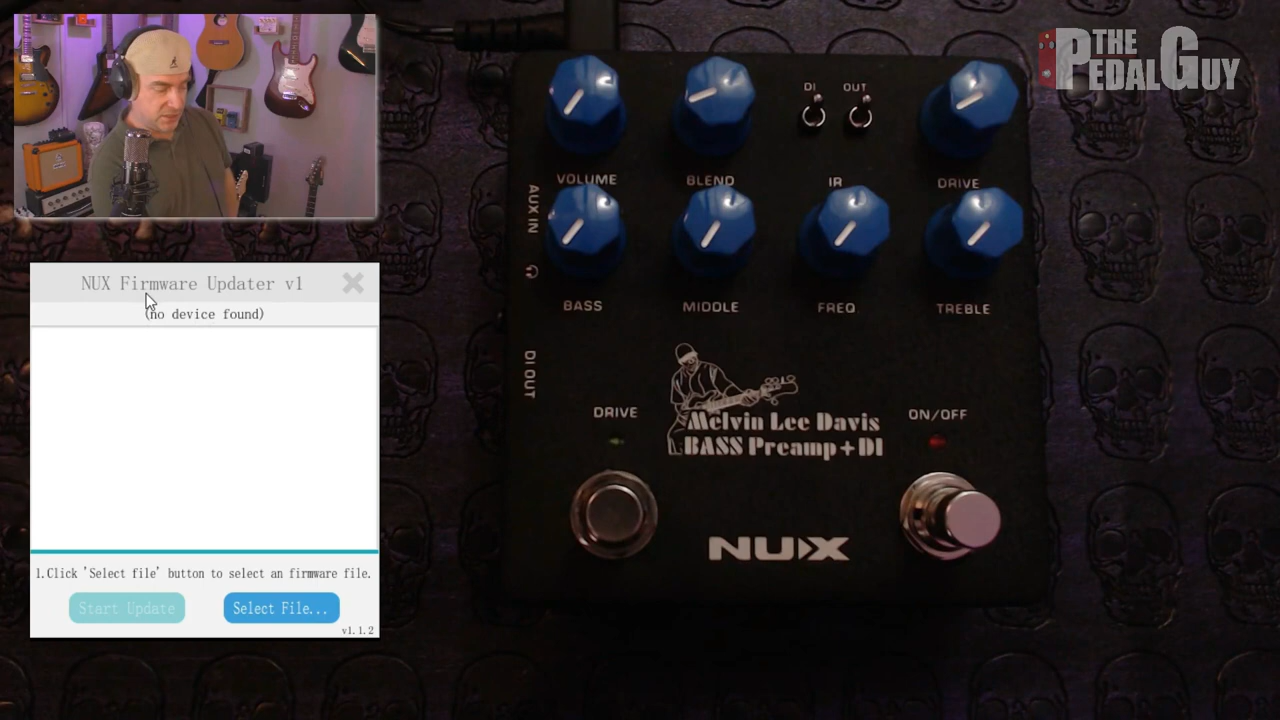 THE
PEDALGUY
NUX Firmware Updater v1
(no device found)
1.Click 'Select file' button to select an firmware file.
Start Update
Select File...
v1.1.2
DI
OUT
VOLUME
BLEND
IR
DRIVE
AUX IN
BASS
MIDDLE
FREQ
TREBLE
DI OUT
DRIVE
ON/OFF
Melvin Lee Davis
BASS Preamp+DI
NUX